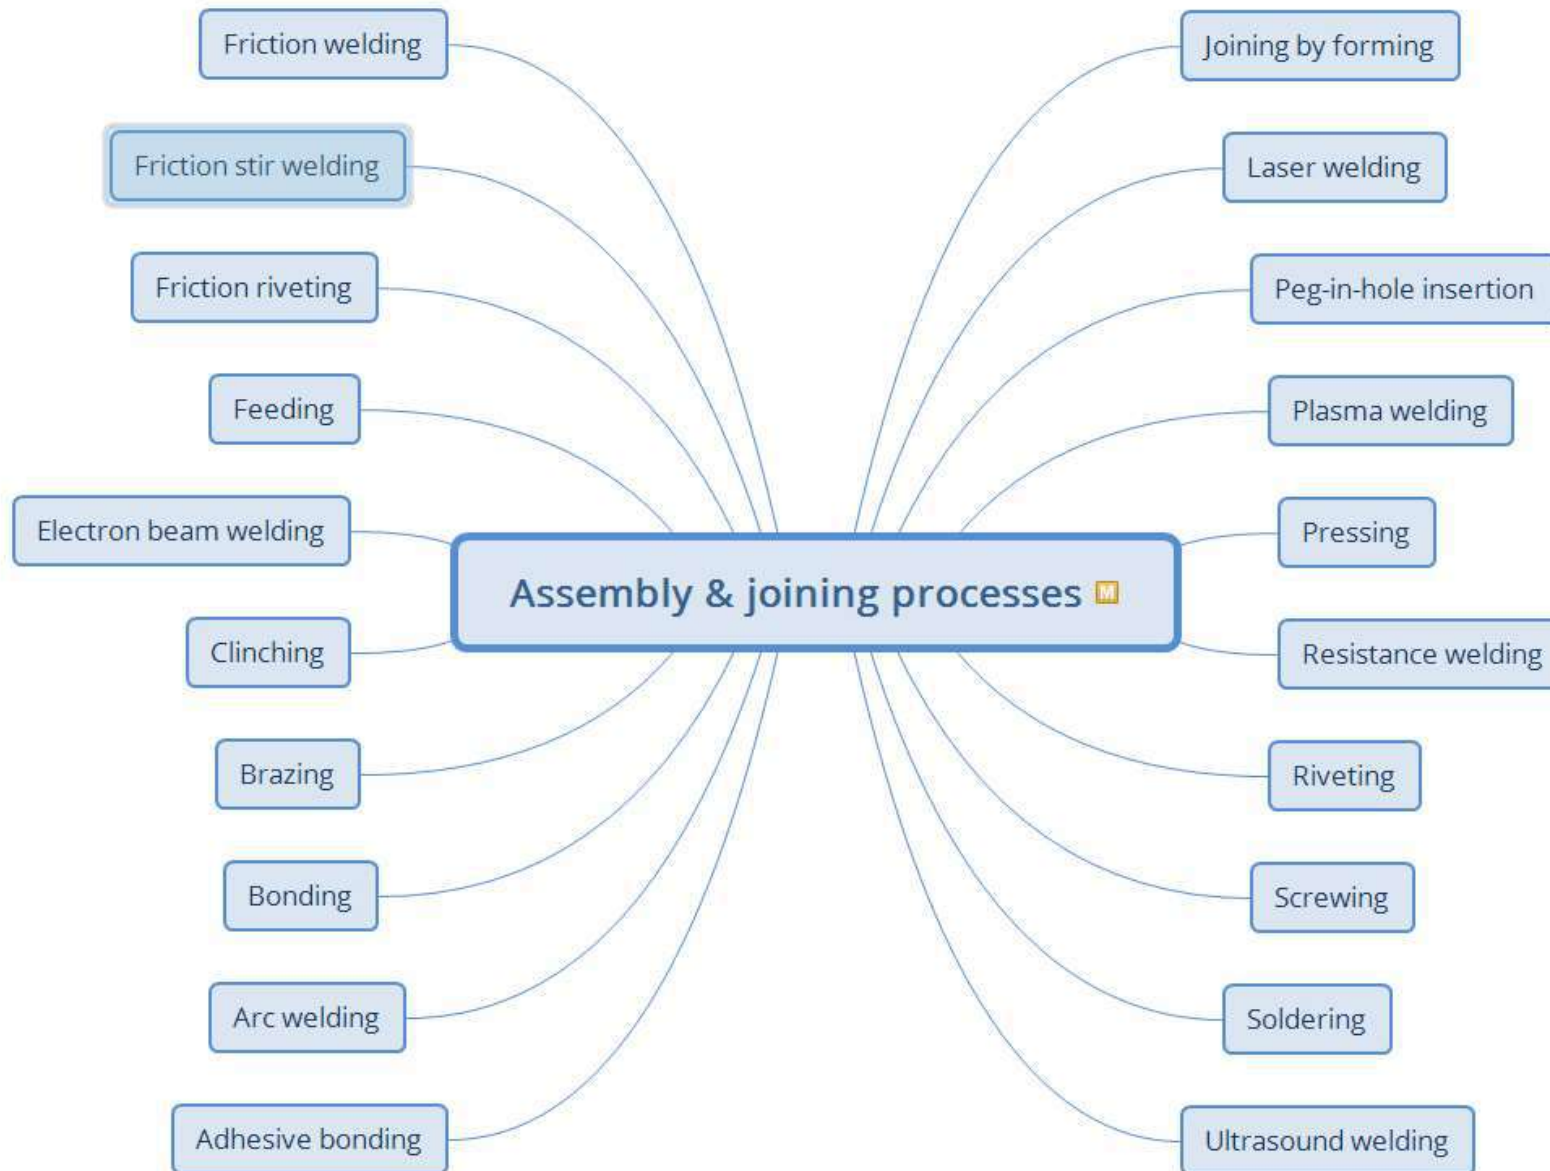 Friction welding
Friction stir welding
Friction riveting
Feeding
Electron beam welding
Clinching
Brazing
Bonding
Arc welding
Adhesive bonding
Assembly & joining processes M
Joining by forming
Laser welding
Peg-in-hole insertion
Plasma welding
Pressing
Resistance welding
Riveting
Screwing
Soldering
Ultrasound welding